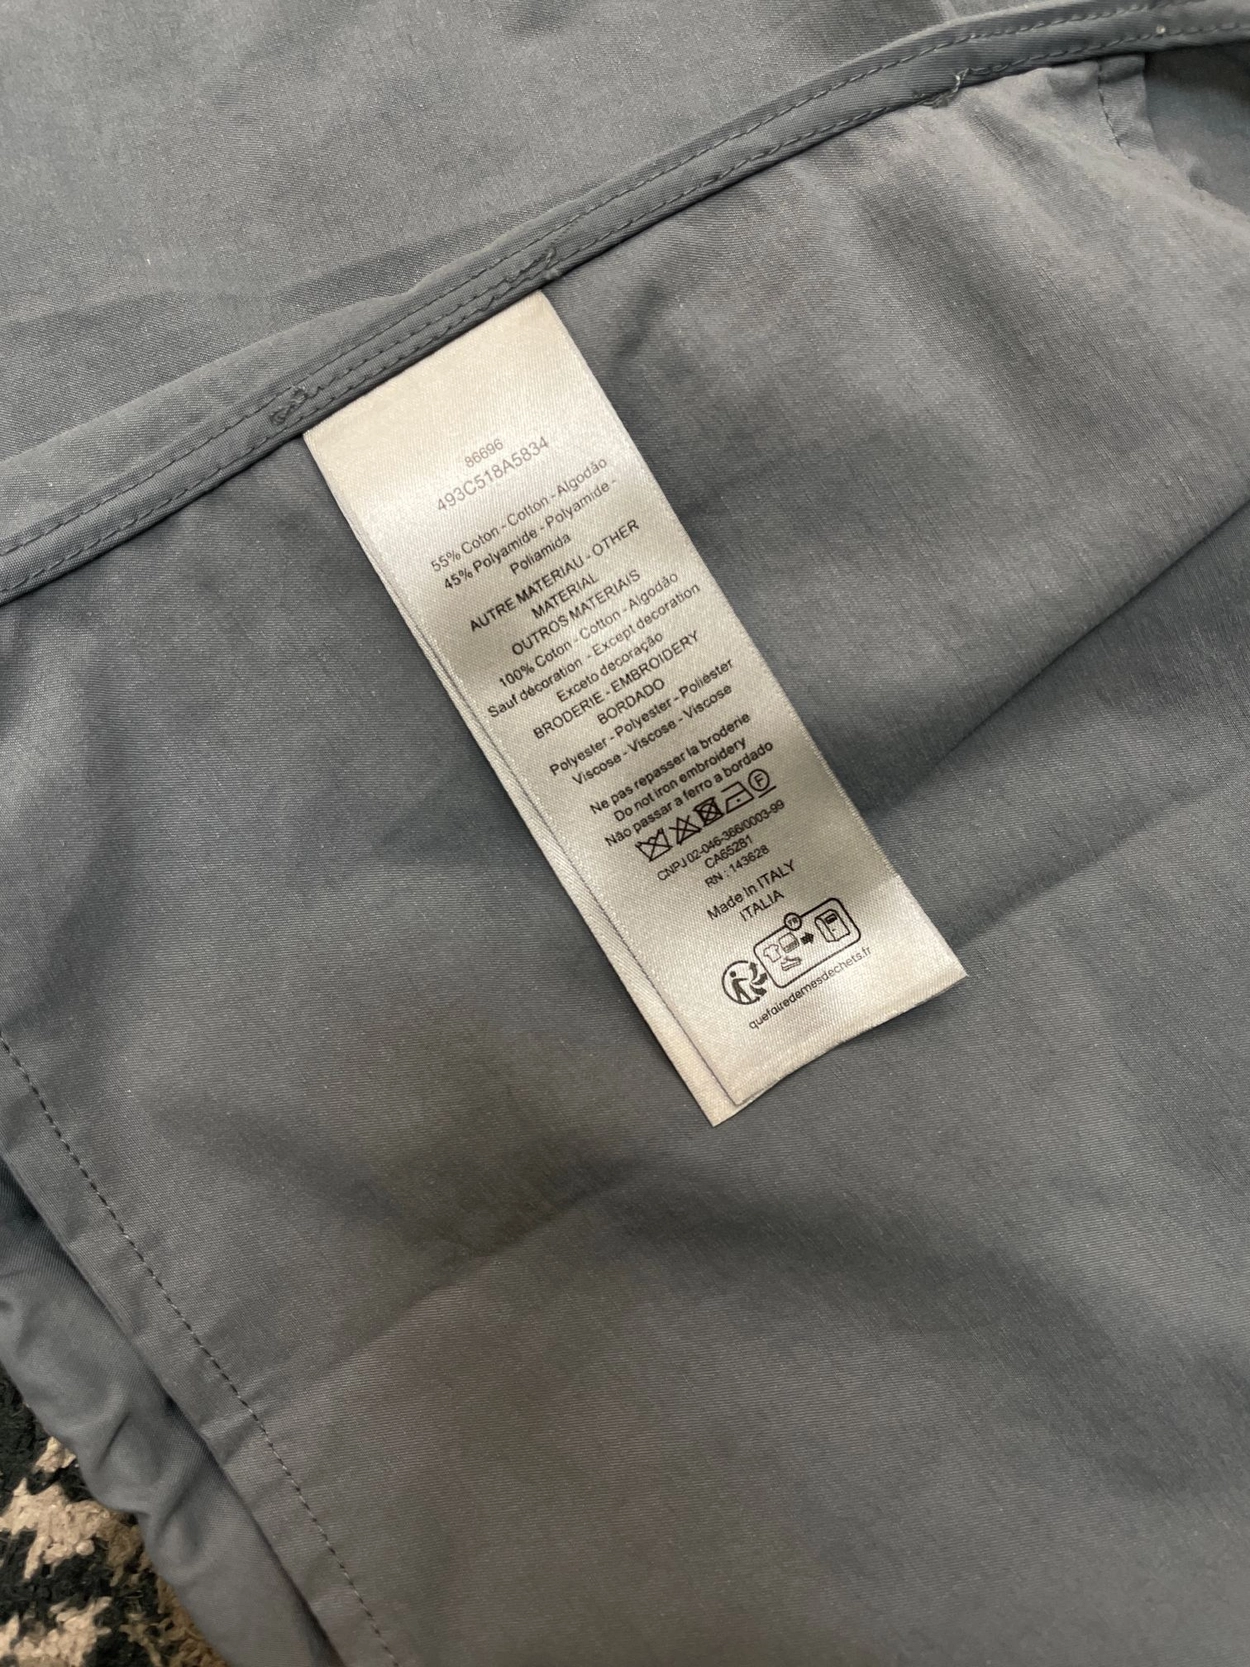 86696
493C518A5834
55% Coton - Cotton - Algodão
45% Polyamide - Polyamide -
Poliamida
AUTRE MATERIAU - OTHER
MATERIAL
OUTROS MATERIAIS
100% Coton - Cotton - Algodão
Sauf décoration - Except decoration
Exceto decoração
BRODERIE - EMBROIDERY
BORDADO
Polyester - Polyester - Poliéster
Viscose - Viscose - Viscose
Ne pas repasser la broderie
Do not iron embroidery
Não passar a ferro a bordado
F
CNPJ 02-046-366/0003-99
CA65281
RN : 143628
Made in ITALY
ITALIA
FR
quefairedemesdechets.fr